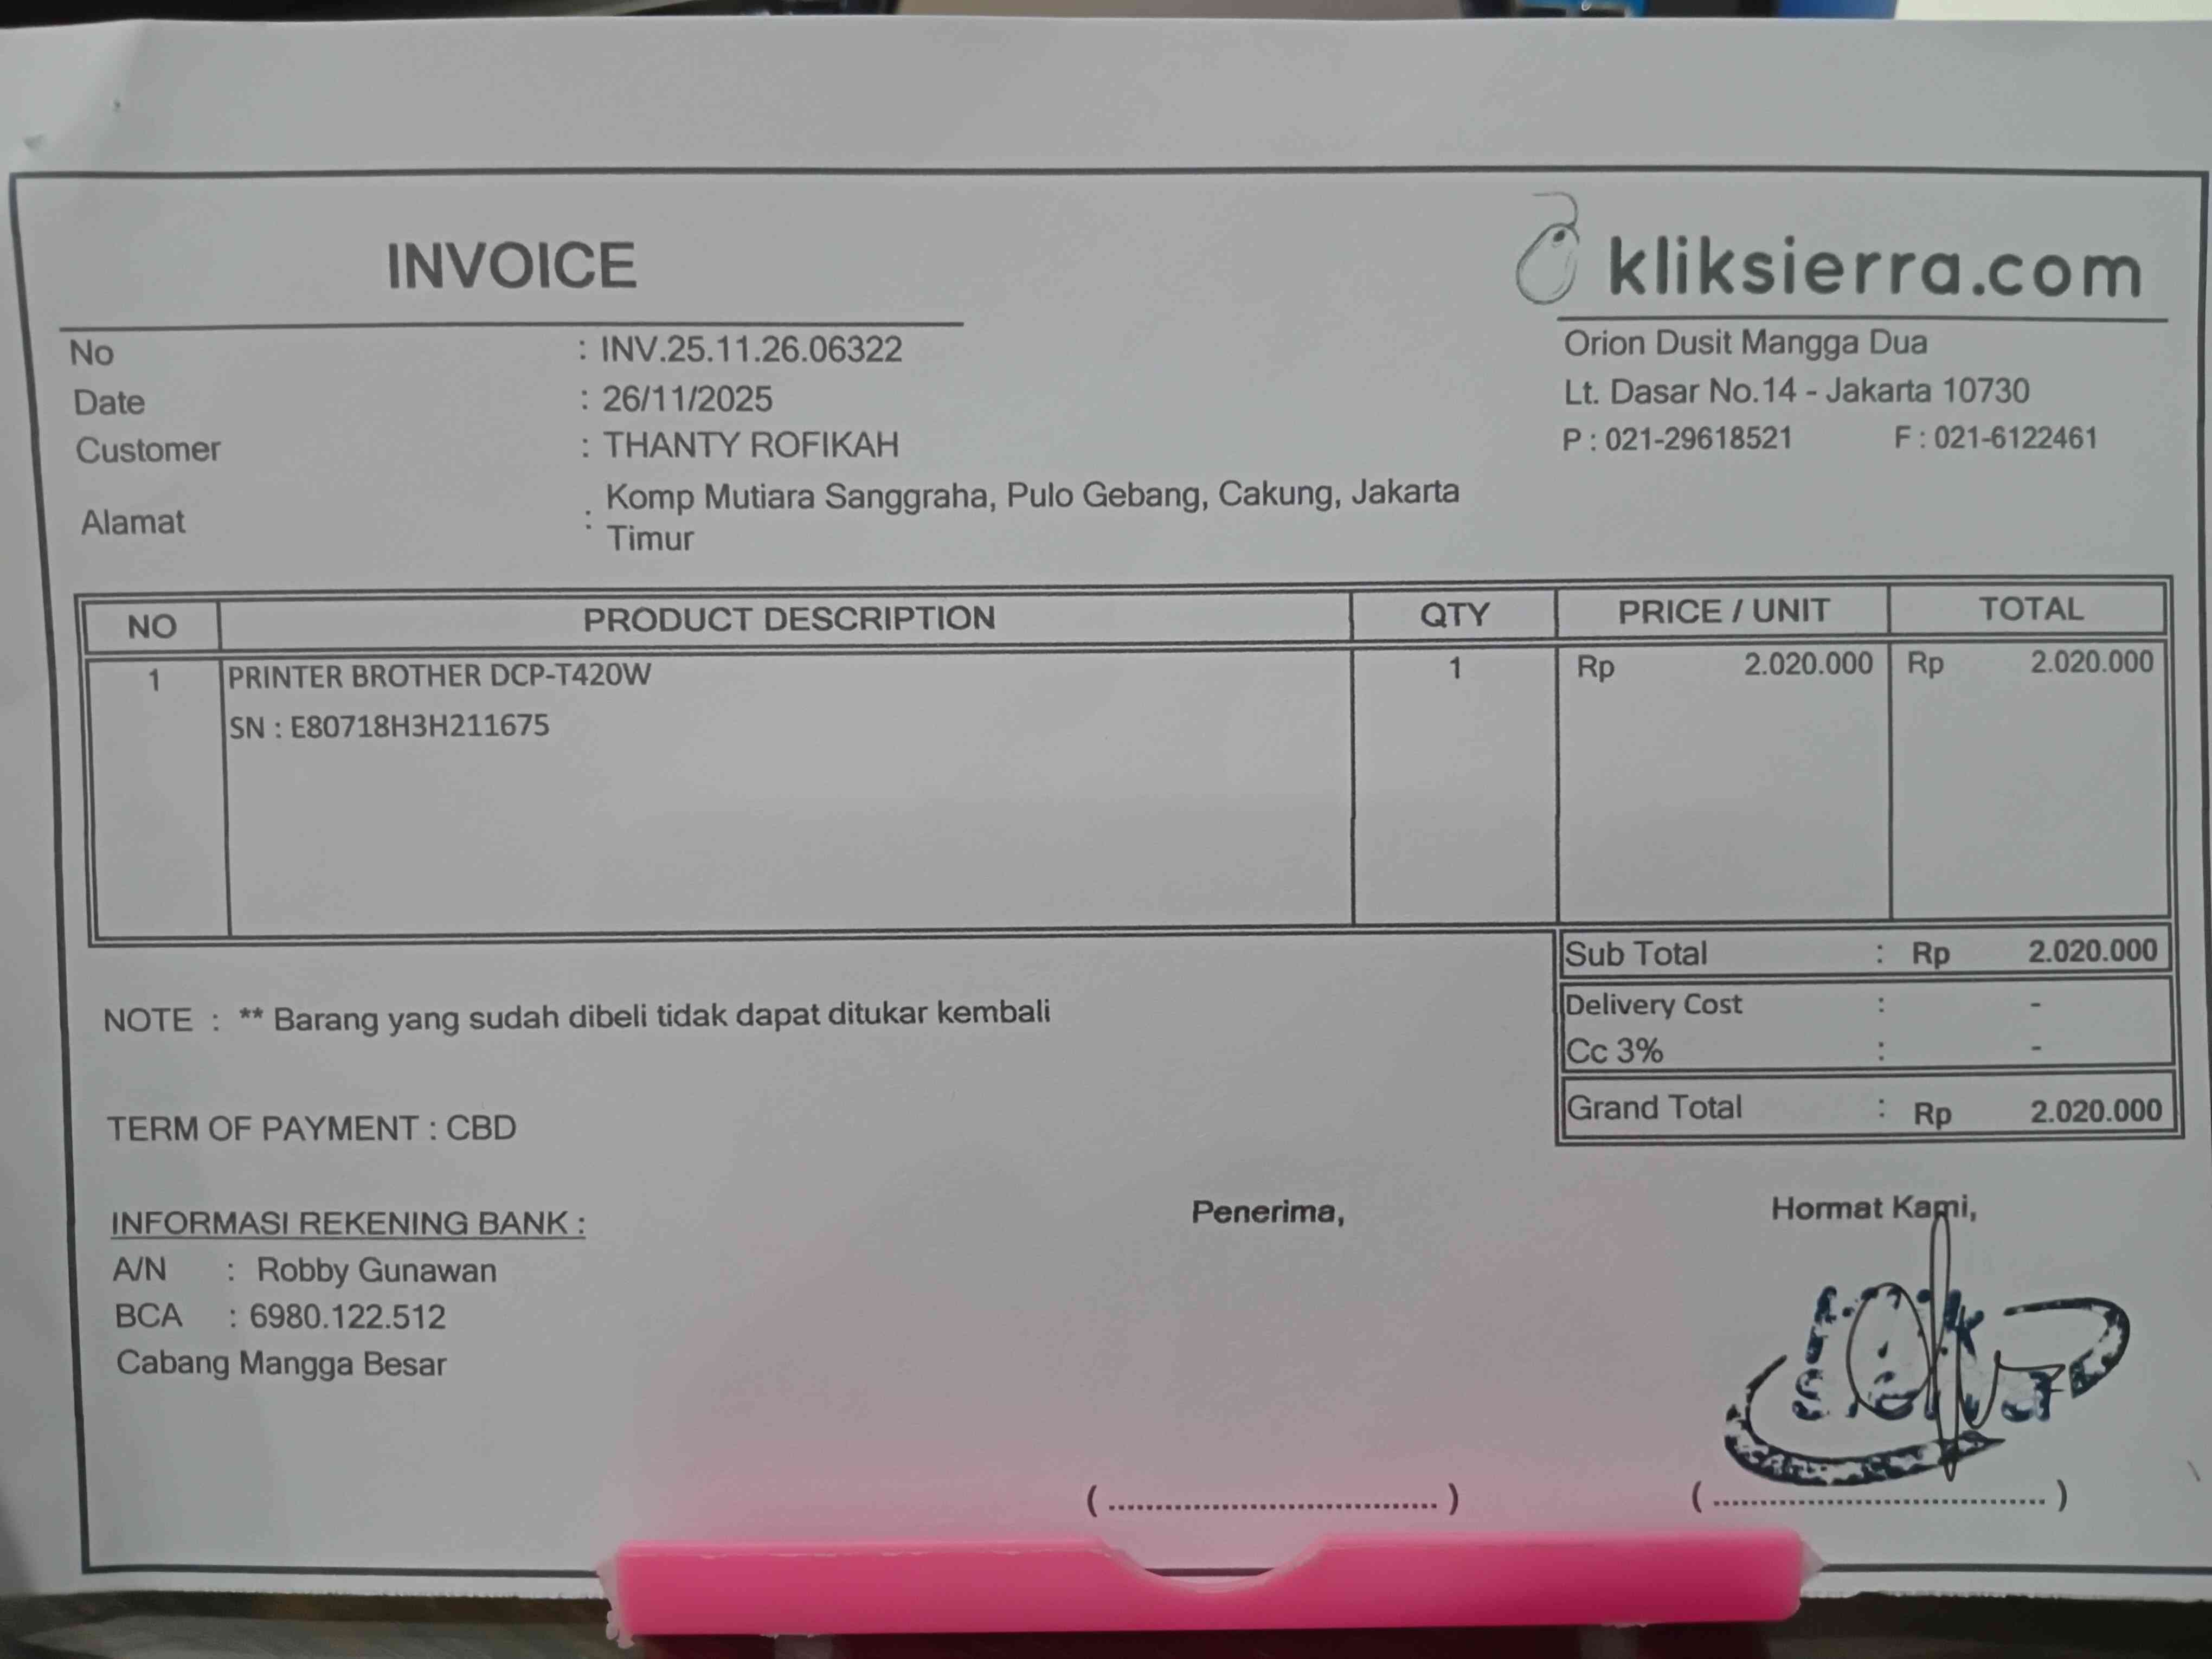 INVOICE
kliksierra.com
Orion Dusit Mangga Dua
Lt. Dasar No.14 - Jakarta 10730
P : 021-29618521 F : 021-6122461
No : INV.25.11.26.06322
Date : 26/11/2025
Customer : THANTY ROFIKAH
Alamat : Komp Mutiara Sanggraha, Pulo Gebang, Cakung, Jakarta
Timur
NO PRODUCT DESCRIPTION QTY PRICE / UNIT TOTAL
1 PRINTER BROTHER DCP-T420W 1 Rp 2.020.000 Rp 2.020.000
SN : E80718H3H211675
Sub Total : Rp 2.020.000
Delivery Cost : -
Cc 3% : -
Grand Total : Rp 2.020.000
NOTE : ** Barang yang sudah dibeli tidak dapat ditukar kembali
TERM OF PAYMENT : CBD
INFORMASI REKENING BANK :
A/N : Robby Gunawan
BCA : 6980.122.512
Cabang Mangga Besar
Penerima,
Hormat Kami,
(....................................)
(....................................)